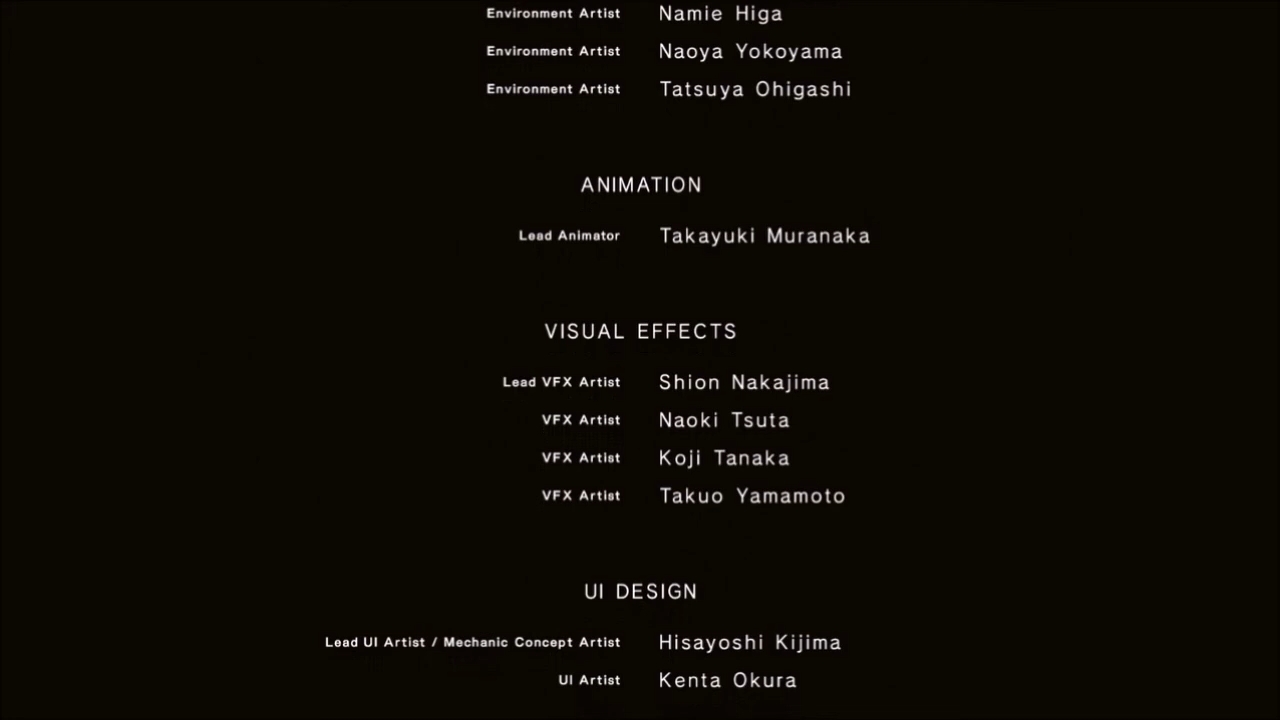 Environment Artist Namie Higa
Environment Artist Naoya Yokoyama
Environment Artist Tatsuya Ohigashi
ANIMATION
Lead Animator Takayuki Muranaka
VISUAL EFFECTS
Lead VFX Artist Shion Nakajima
VFX Artist Naoki Tsuta
VFX Artist Koji Tanaka
VFX Artist Takuo Yamamoto
UI DESIGN
Lead UI Artist / Mechanic Concept Artist Hisayoshi Kijima
UI Artist Kenta Okura